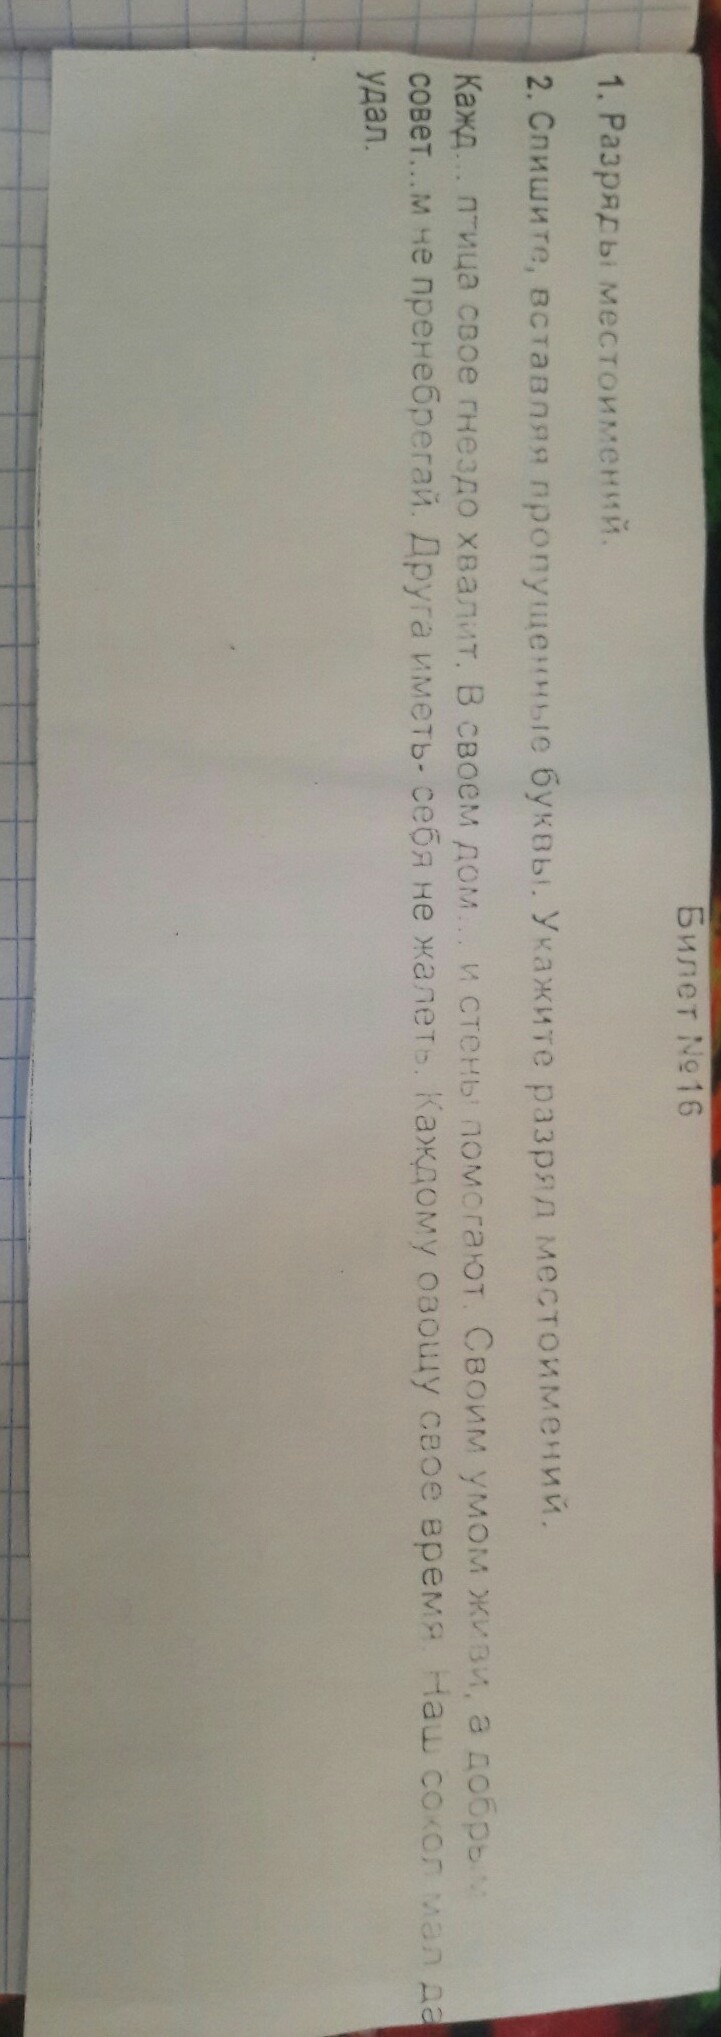 Билет №16
1. Разряды местоимений.
2. Спишите, вставляя пропущенные буквы. Укажите разряд местоимений.
Кажд... птица свое гнездо хвалит. В своем дом... и стены помогают. Своим умом живи, а добрым
совет...м не пренебрегай. Друга иметь- себя не жалеть. Каждому овощу свое время. Наш сокол мал да
удал.